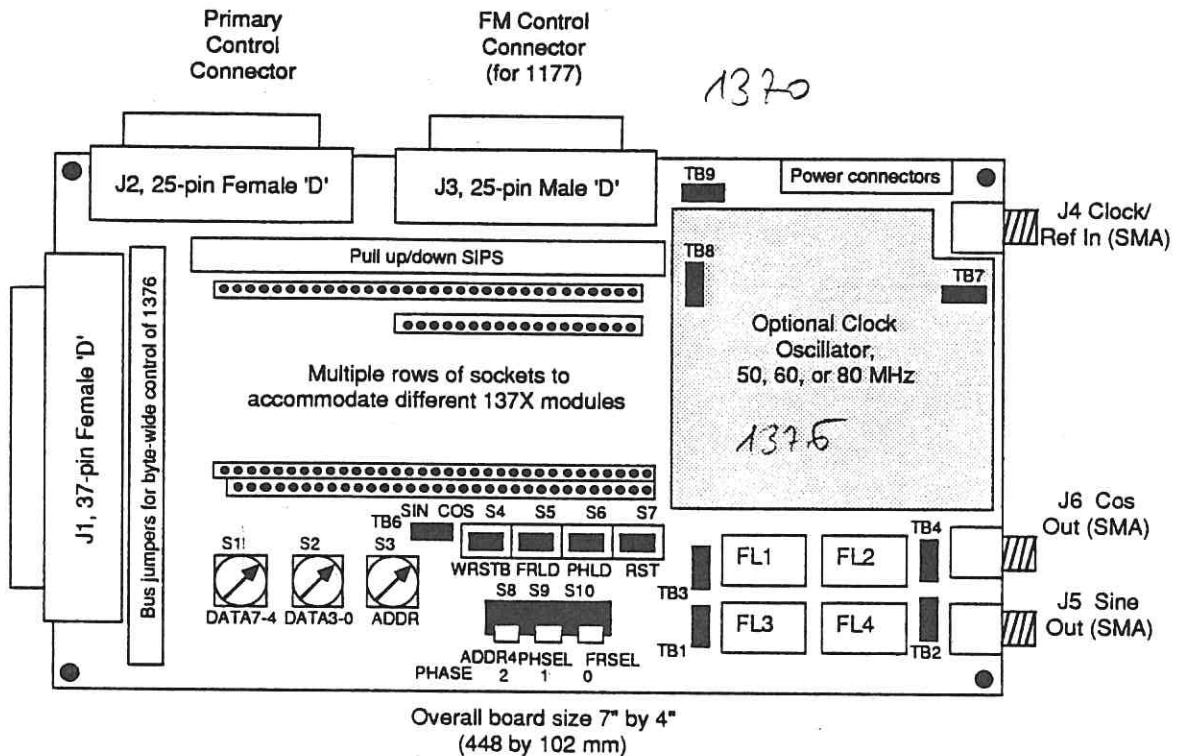 Primary
Control
Connector
FM Control
Connector
(for 1177)
1370
J2, 25-pin Female 'D'
J3, 25-pin Male 'D'
TB9
Power connectors
J4 Clock/
Ref In (SMA)
Pull up/down SIPS
TB8
TB7
J1, 37-pin Female 'D'
Bus jumpers for byte-wide control of 1376
Optional Clock
Oscillator,
50, 60, or 80 MHz
Multiple rows of sockets to
accommodate different 137X modules
1376
SIN COS S4 S5 S6 S7
TB6
J6 Cos
Out (SMA)
TB4
S1 S2 S3
FL1 FL2
WRSTB FRLD PHLD RST
TB3
S8 S9 S10
DATA7-4 DATA3-0 ADDR
J5 Sine
Out (SMA)
FL3 FL4
TB1
TB2
ADDR4 PHSEL FRSEL
PHASE 2 1 0
Overall board size 7" by 4"
(448 by 102 mm)